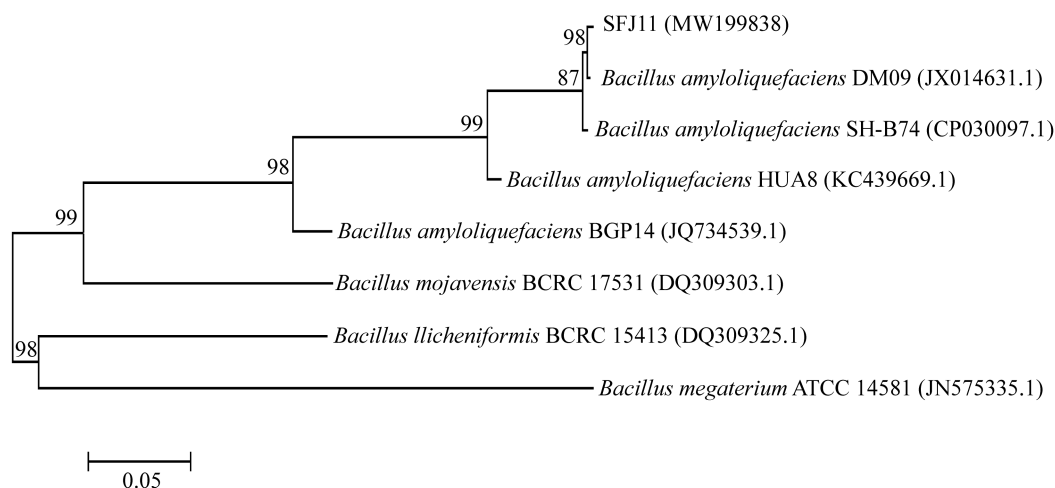 SFJ11 (MW199838)
98
87
Bacillus amyloliquefaciens DM09 (JX014631.1)
99
Bacillus amyloliquefaciens SH-B74 (CP030097.1)
98
Bacillus amyloliquefaciens HUA8 (KC439669.1)
99
Bacillus amyloliquefaciens BGP14 (JQ734539.1)
Bacillus mojavensis BCRC 17531 (DQ309303.1)
98
Bacillus llicheniformis BCRC 15413 (DQ309325.1)
Bacillus megaterium ATCC 14581 (JN575335.1)
0.05